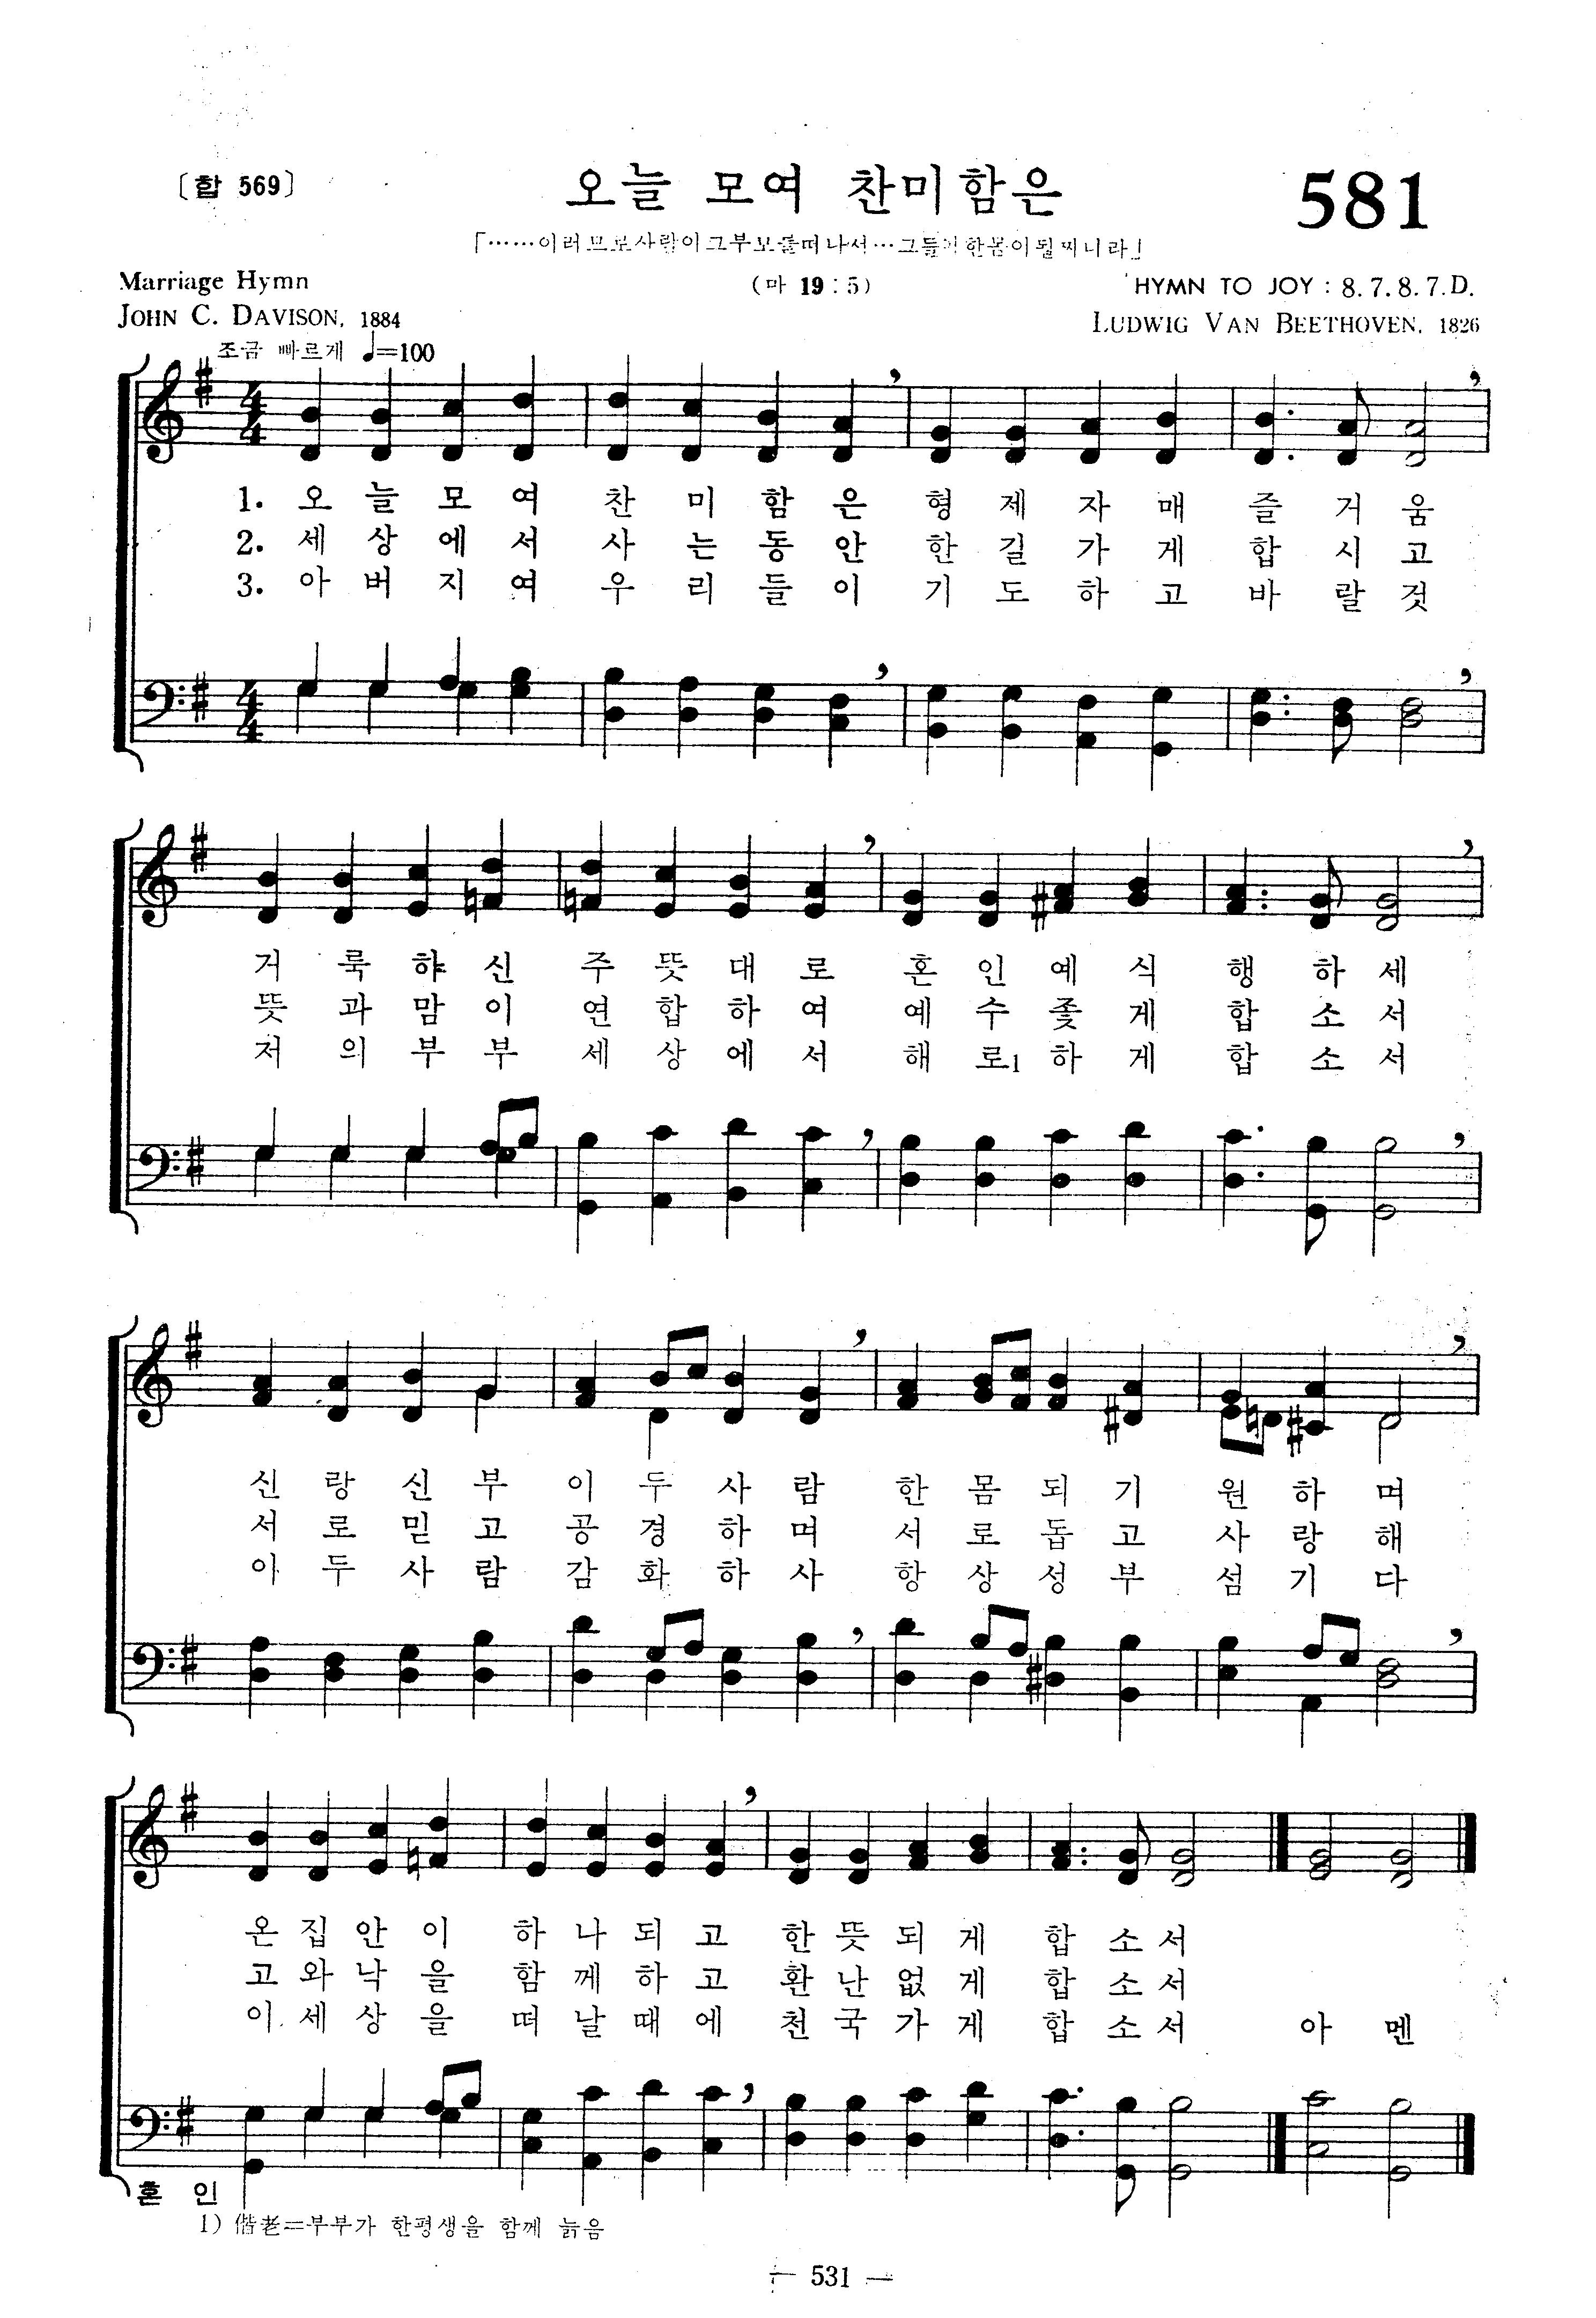 〔합 569〕 오늘 모여 찬미함은 581
「……이러므로사람이그부모를떠나서…그들이한몸이될찌니라」
Marriage Hymn (마 19 : 5) HYMN TO JOY : 8. 7. 8. 7. D.
JOHN C. DAVISON, 1884 LUDWIG VAN BEETHOVEN, 1826
조금 빠르게 ♩=100
1. 오 늘 모 여 찬 미 함 은 형 제 자 매 즐 거 움
2. 세 상 에 서 사 는 동 안 한 길 가 게 합 시 고
3. 아 버 지 여 우 리 들 이 기 도 하 고 바 랄 것
거 룩 하 신 주 뜻 대 로 혼 인 예 식 행 하 세
뜻 과 맘 이 연 합 하 여 예 수 좇 게 합 소 서
저 의 부 부 세 상 에 서 해 로1 하 게 합 소 서
신 랑 신 부 이 두 사 람 한 몸 되 기 원 하 며
서 로 믿 고 공 경 하 며 서 로 돕 고 사 랑 해
이 두 사 람 감 화 하 사 항 상 성 부 섬 기 다
온 집 안 이 하 나 되 고 한 뜻 되 게 합 소 서
고 와 낙 을 함 께 하 고 환 난 없 게 합 소 서
이 세 상 을 떠 날 때 에 천 국 가 게 합 소 서 아 멘
혼 인
1) 偕老=부부가 한평생을 함께 늙음
— 531 —